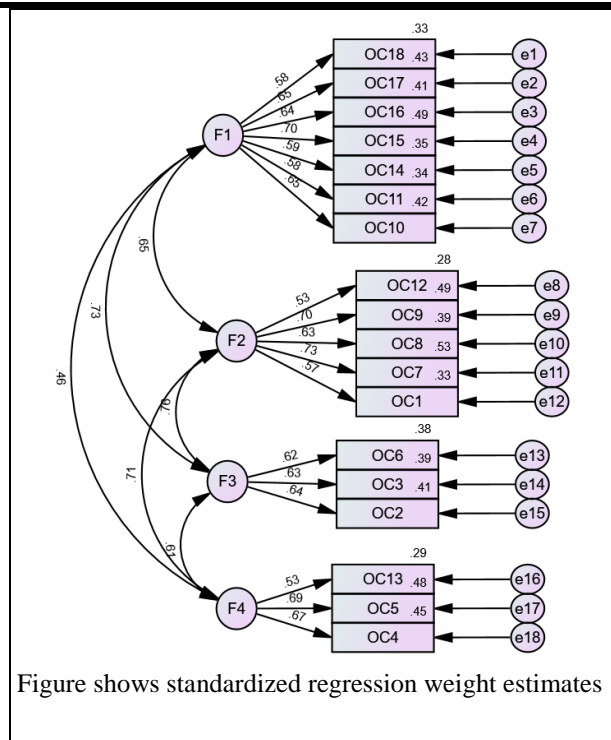 .33
.58 OC18 .43 e1
.65 OC17 .41 e2
.64 OC16 .49 e3
F1 .70 OC15 .35 e4
.59 OC14 .34 e5
.58 OC11 .42 e6
.65 OC10 e7
.65
.28
.53 OC12 .49 e8
.70 OC9 .39 e9
F2 .63 OC8 .53 e10
.73 OC7 .33 e11
.57 OC1 e12
.73
.46
.76
.38
.62 OC6 .39 e13
F3 .63 OC3 .41 e14
.64 OC2 e15
.71
.61
.29
.53 OC13 .48 e16
F4 .69 OC5 .45 e17
.67 OC4 e18
Figure shows standardized regression weight estimates